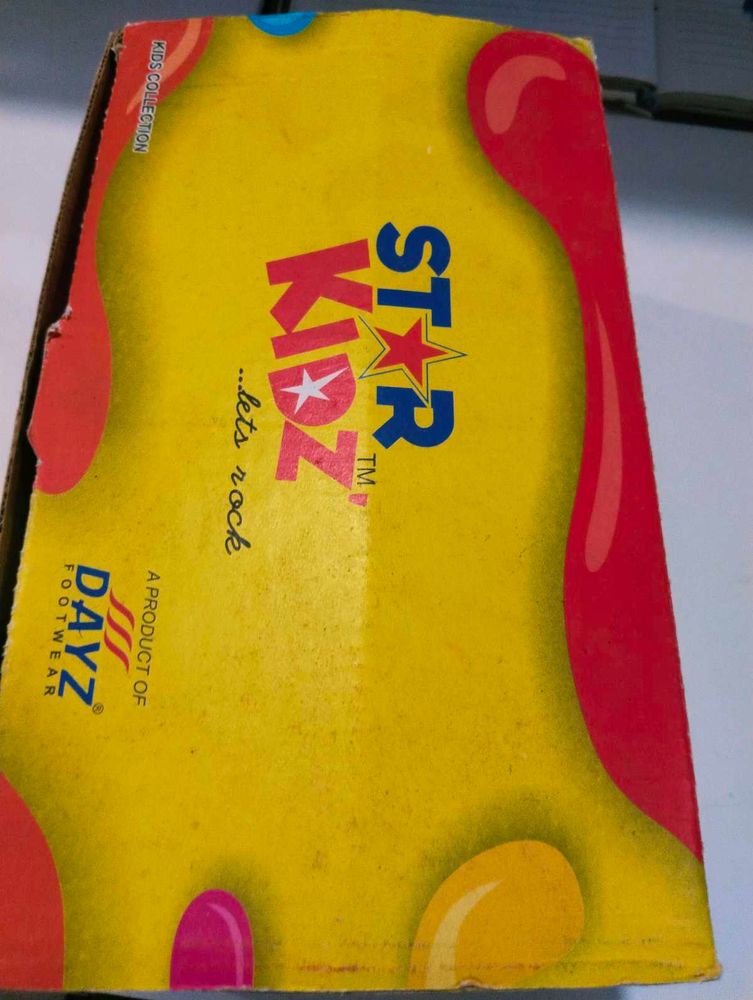 KIDS COLLECTION
STAR
KIDZ TM
...lets rock
A PRODUCT OF
DAYZ®
FOOTWEAR